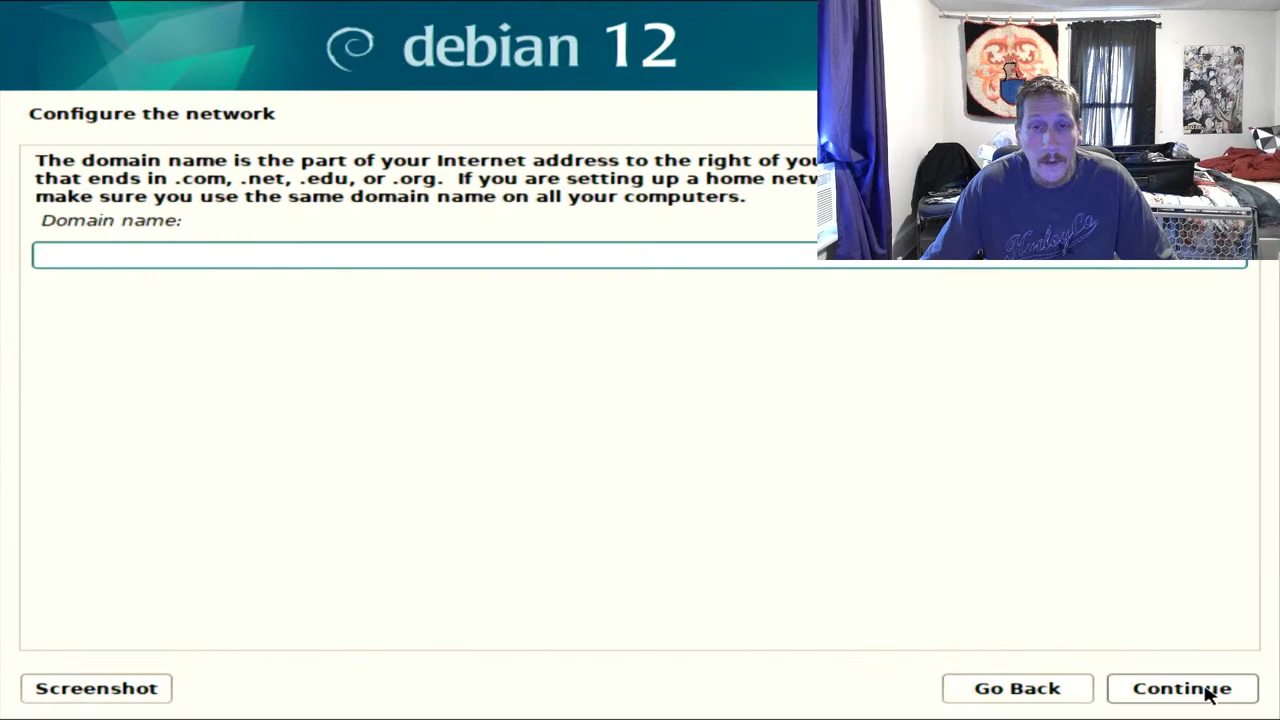 debian 12
Configure the network
The domain name is the part of your Internet address to the right of you
that ends in .com, .net, .edu, or .org. If you are setting up a home netw
make sure you use the same domain name on all your computers.
Domain name:
HurleyCo
Screenshot
Go Back
Continue